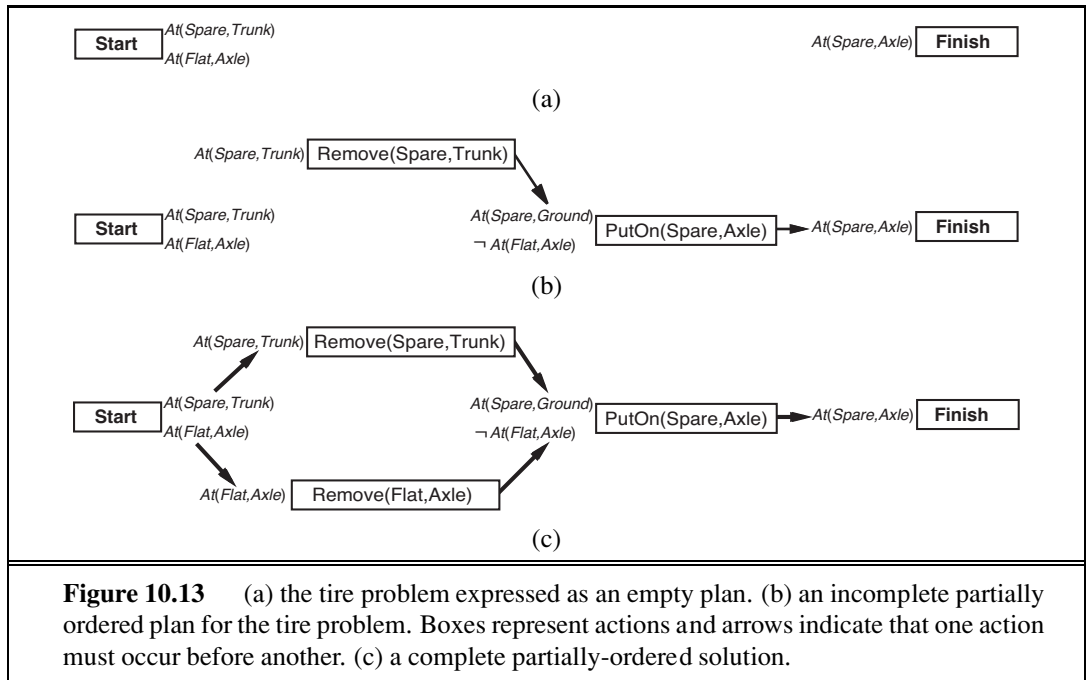 At(Spare,Trunk)
Start
At(Flat,Axle)
At(Spare,Axle)
Finish
(a)
At(Spare,Trunk)
Remove(Spare,Trunk)
At(Spare,Trunk)
Start
At(Flat,Axle)
At(Spare,Ground)
¬ At(Flat,Axle)
PutOn(Spare,Axle)
At(Spare,Axle)
Finish
(b)
At(Spare,Trunk)
Remove(Spare,Trunk)
At(Spare,Trunk)
Start
At(Flat,Axle)
At(Spare,Ground)
¬ At(Flat,Axle)
PutOn(Spare,Axle)
At(Spare,Axle)
Finish
At(Flat,Axle)
Remove(Flat,Axle)
(c)
Figure 10.13 (a) the tire problem expressed as an empty plan. (b) an incomplete partially
ordered plan for the tire problem. Boxes represent actions and arrows indicate that one action
must occur before another. (c) a complete partially-ordered solution.